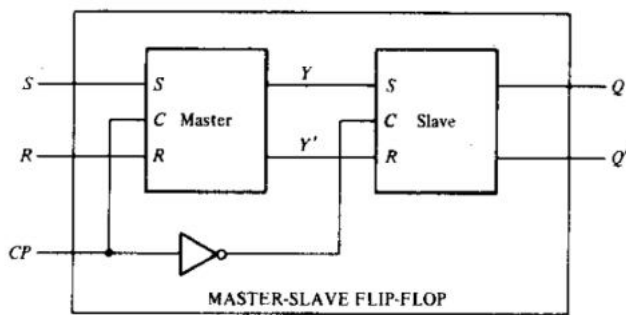 S S Y S Q
C Master C Slave
R R Y' R Q'
CP
MASTER-SLAVE FLIP-FLOP